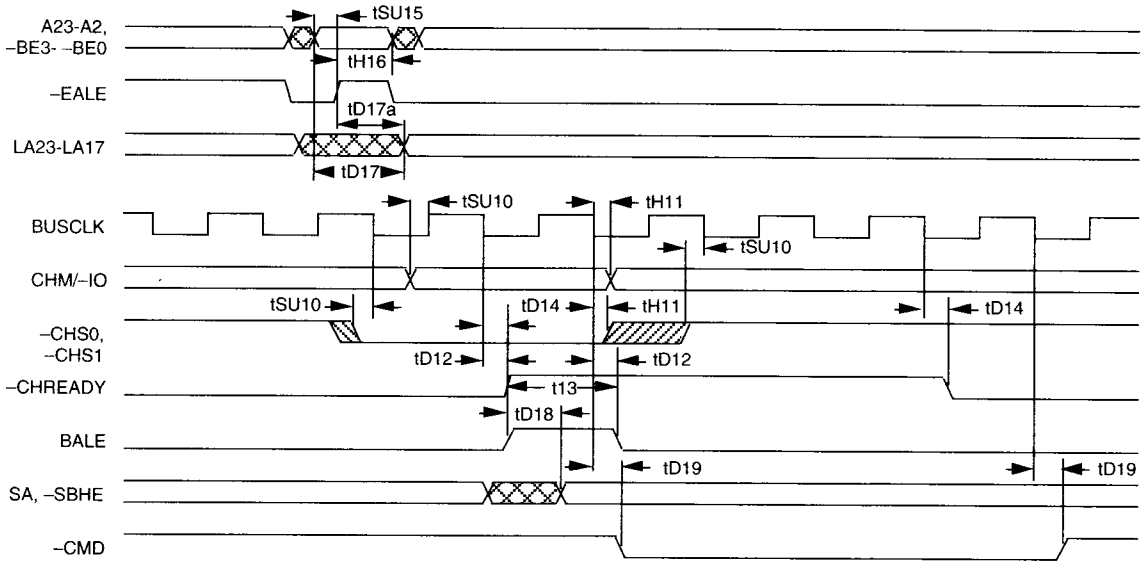 A23-A2,
–BE3- –BE0
tSU15
tH16
–EALE
tD17a
LA23-LA17
tD17
tSU10
tH11
BUSCLK
tSU10
CHM/–IO
tSU10
tD14
tH11
tD14
–CHS0,
–CHS1
tD12
tD12
–CHREADY
t13
tD18
BALE
tD19
tD19
SA, –SBHE
–CMD